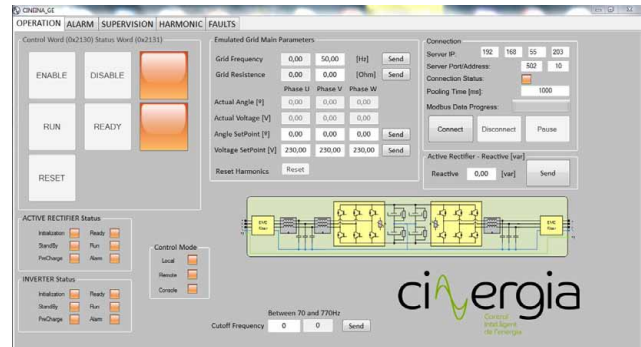 CINGINA_GE
OPERATION ALARM SUPERVISION HARMONIC FAULTS
Control Word (0x2130) Status Word (0x2131)
ENABLE DISABLE
RUN READY
RESET
Emulated Grid Main Parameters
Grid Frequency 0,00 50,00 [Hz] Send
Grid Resistence 0,00 0,00 [Ohm] Send
Phase U Phase V Phase W
Actual Angle [º] 0,00 0,00 0,00
Actual Voltage [V] 0,00 0,00 0,00
Angle SetPoint [º] 0,00 0,00 0,00 Send
Voltage SetPoint [V] 230,00 230,00 230,00 Send
Reset Harmonics Reset
Connection
Server IP: 192 168 55 203
Server Port/Address: 502 10
Connection Status:
Pooling Time [ms]: 1000
Modbus Data Progress:
Connect Disconnect Pause
Active Rectifier - Reactive [var]
Reactive 0,00 [var] Send
ACTIVE RECTIFIER Status
Initialization Ready
StandBy Run
PreCharge Alarm
INVERTER Status
Initialization Ready
StandBy Run
PreCharge Alarm
Control Mode
Local
Remote
Console
EMC Filter
EMC Filter
Between 70 and 770Hz
Cutoff Frequency 0 0 Send
cinergia
Control
Intel·ligent
de l'energia